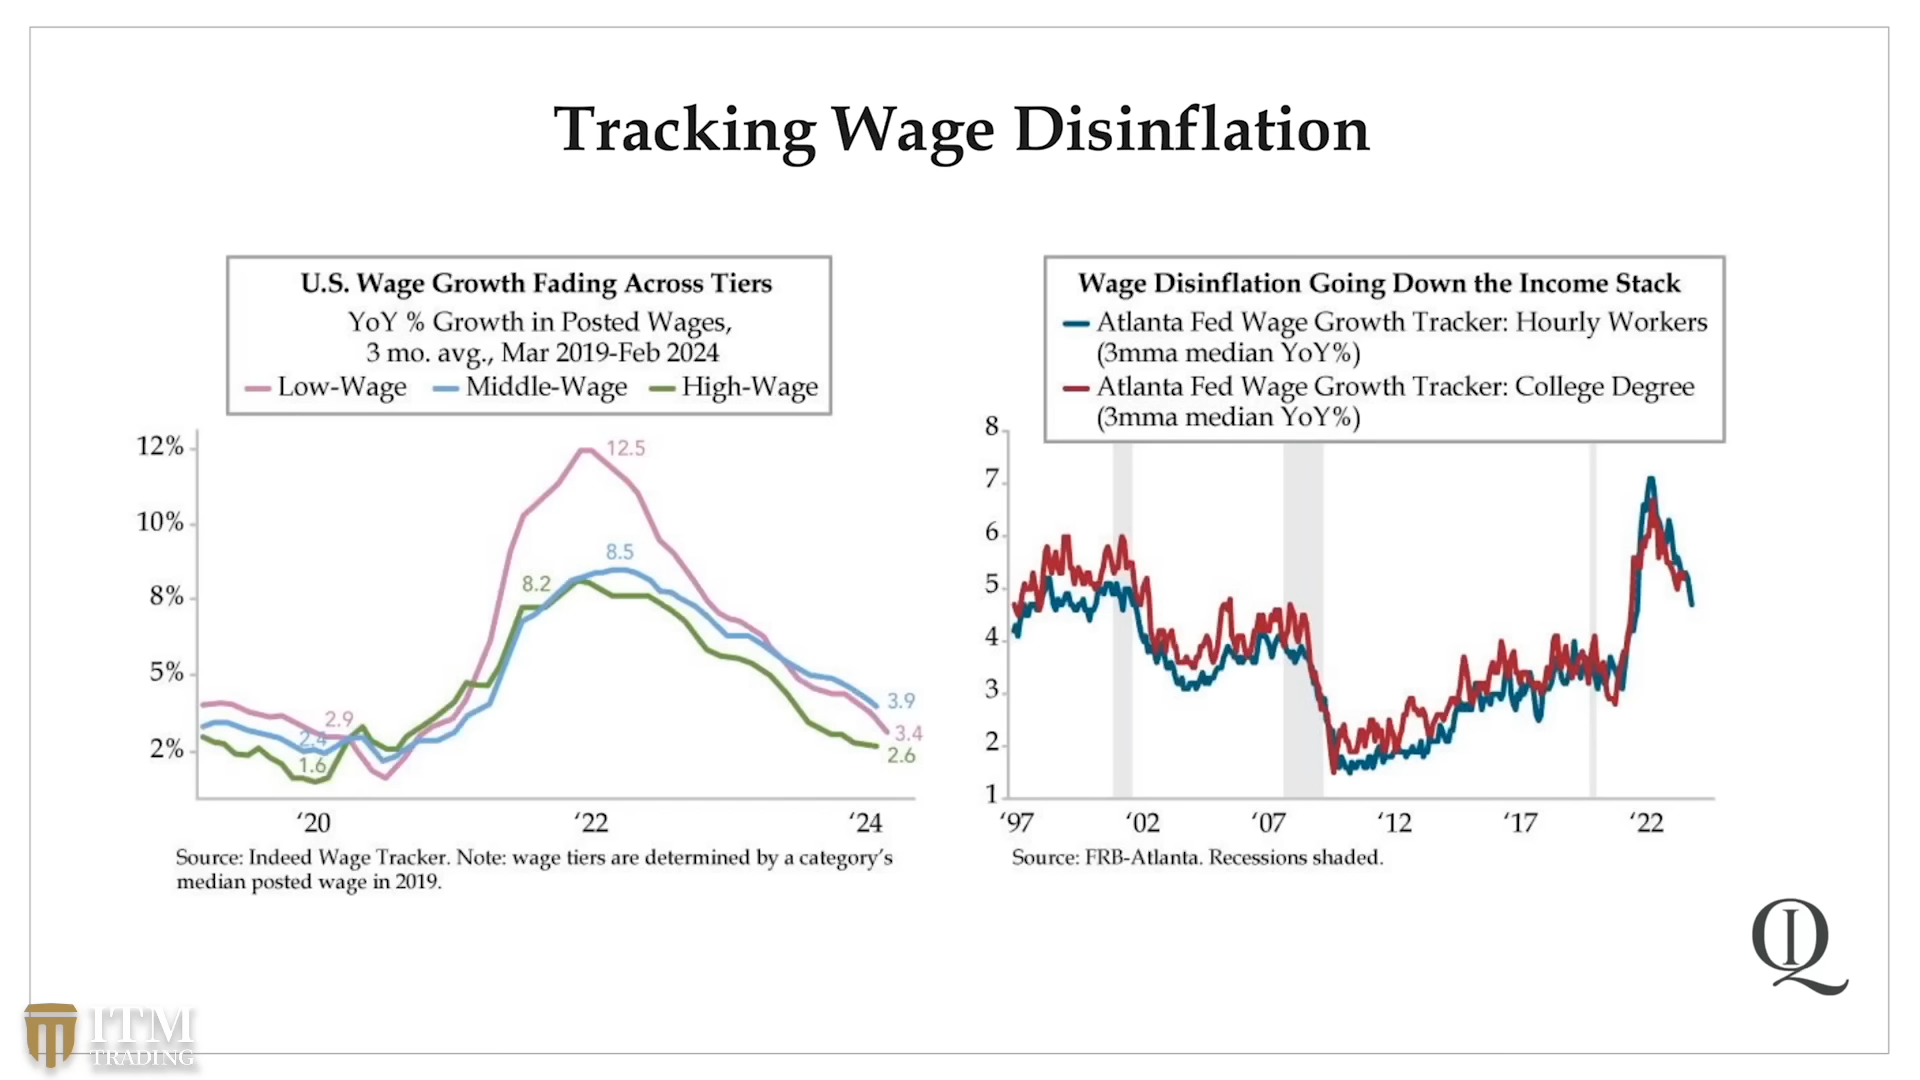 Tracking Wage Disinflation
U.S. Wage Growth Fading Across Tiers
YoY % Growth in Posted Wages,
3 mo. avg., Mar 2019-Feb 2024
Low-Wage Middle-Wage High-Wage
12%
10%
8%
5%
2%
12.5
8.5
8.2
2.9
2.4
1.6
3.9
3.4
2.6
‘20 ‘22 ‘24
Source: Indeed Wage Tracker. Note: wage tiers are determined by a category’s
median posted wage in 2019.
Wage Disinflation Going Down the Income Stack
Atlanta Fed Wage Growth Tracker: Hourly Workers
(3mma median YoY%)
Atlanta Fed Wage Growth Tracker: College Degree
(3mma median YoY%)
8
7
6
5
4
3
2
1
‘97 ‘02 ‘07 ‘12 ‘17 ‘22
Source: FRB-Atlanta. Recessions shaded.
QI
ITM
TRADING